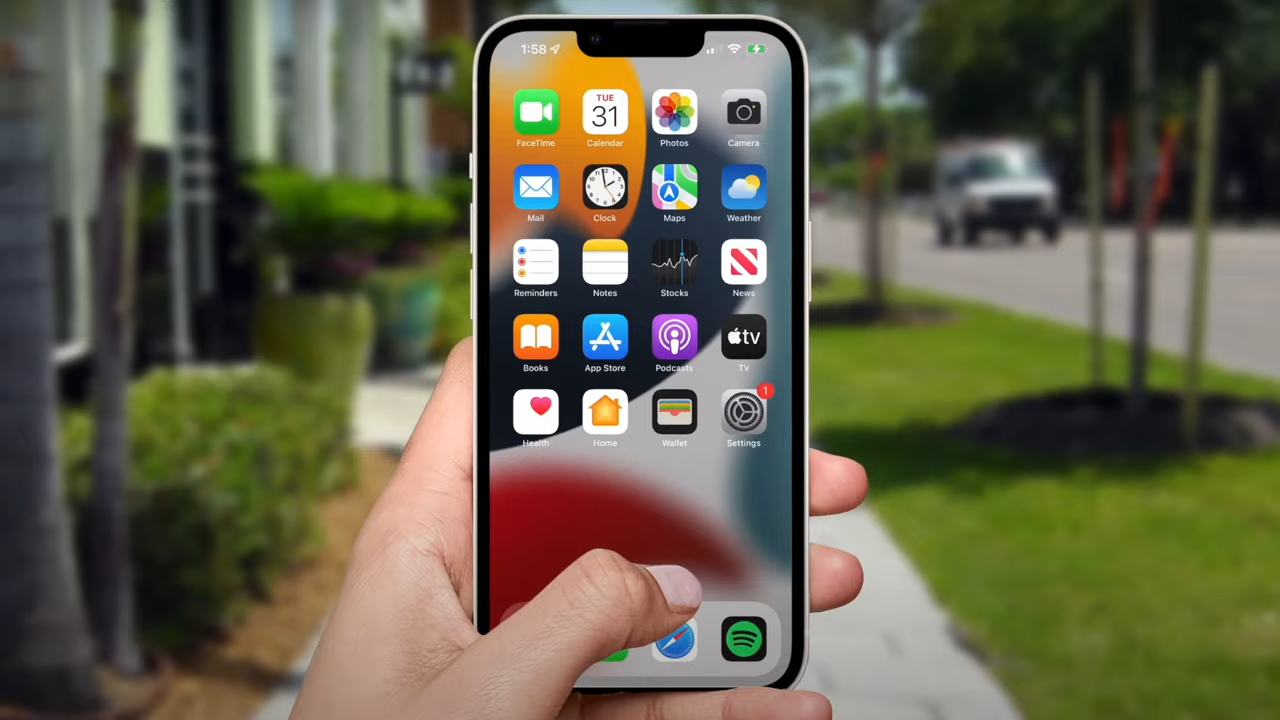 1:58
TUE
31
FaceTime Calendar Photos Camera
Mail Clock Maps Weather
Reminders Notes Stocks News
tv
Books App Store Podcasts TV
1
Health Home Wallet Settings